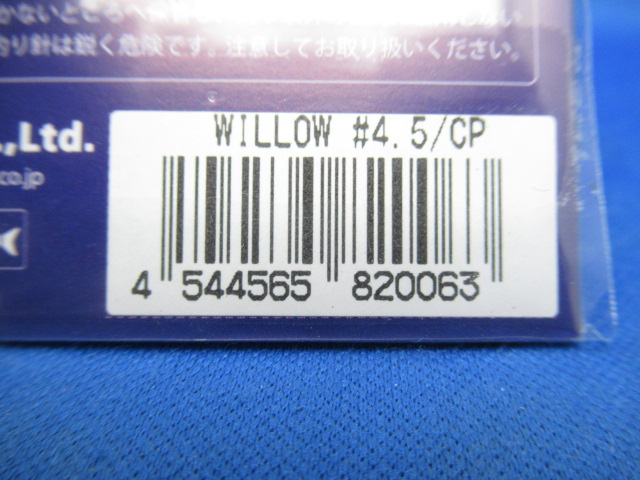 釣り針は鋭く危険です。注意してお取り扱いください。
.,Ltd.
co.jp
WILLOW #4.5/CP
4 544565 820063